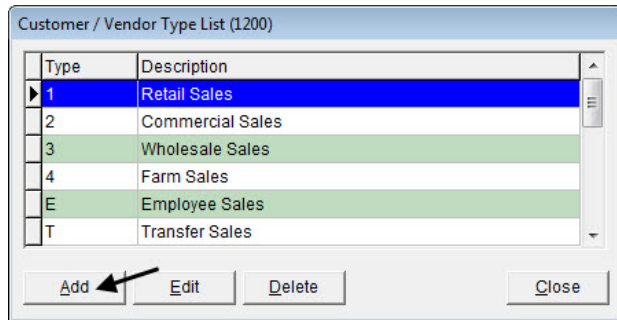 Customer / Vendor Type List (1200)
Type Description
1 Retail Sales
2 Commercial Sales
3 Wholesale Sales
4 Farm Sales
E Employee Sales
T Transfer Sales
Add Edit Delete Close